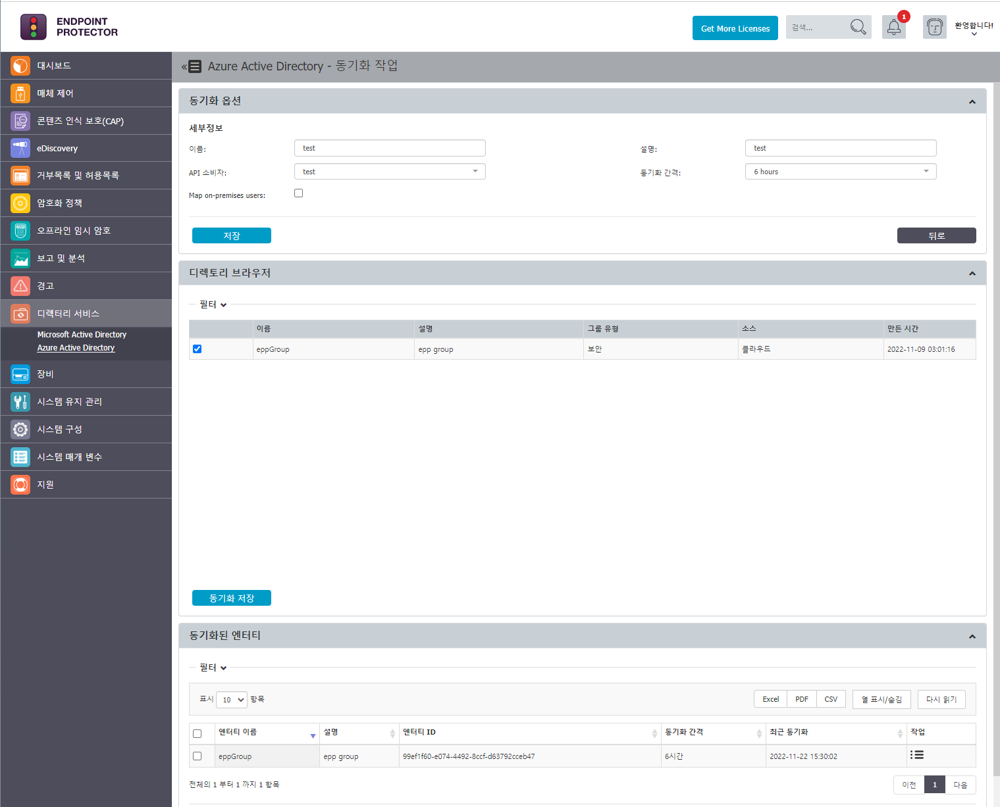 ENDPOINT
PROTECTOR
Get More Licenses
검색...
1
환영합니다!
대시보드
매체 제어
콘텐츠 인식 보호(CAP)
eDiscovery
거부목록 및 허용목록
암호화 정책
오프라인 임시 암호
보고 및 분석
경고
디렉터리 서비스
Microsoft Active Directory
Azure Active Directory
장비
시스템 유지 관리
시스템 구성
시스템 매개 변수
지원
Azure Active Directory - 동기화 작업
동기화 옵션
세부정보
이름: test 설명: test
API 소비자: test 동기화 간격: 6 hours
Map on-premises users:
저장 뒤로
디렉토리 브라우저
필터
이름 설명 그룹 유형 소스 만든 시간
eppGroup epp group 보안 클라우드 2022-11-09 03:01:16
동기화 저장
동기화된 엔터티
필터
표시 10 항목 Excel PDF CSV 열 표시/숨김 다시 읽기
엔터티 이름 설명 엔터티 ID 동기화 간격 최근 동기화 작업
eppGroup epp group 99ef1f60-e074-4492-8ccf-d63792cceb47 6시간 2022-11-22 15:30:02
전체의 1 부터 1 까지 1 항목 이전 1 다음